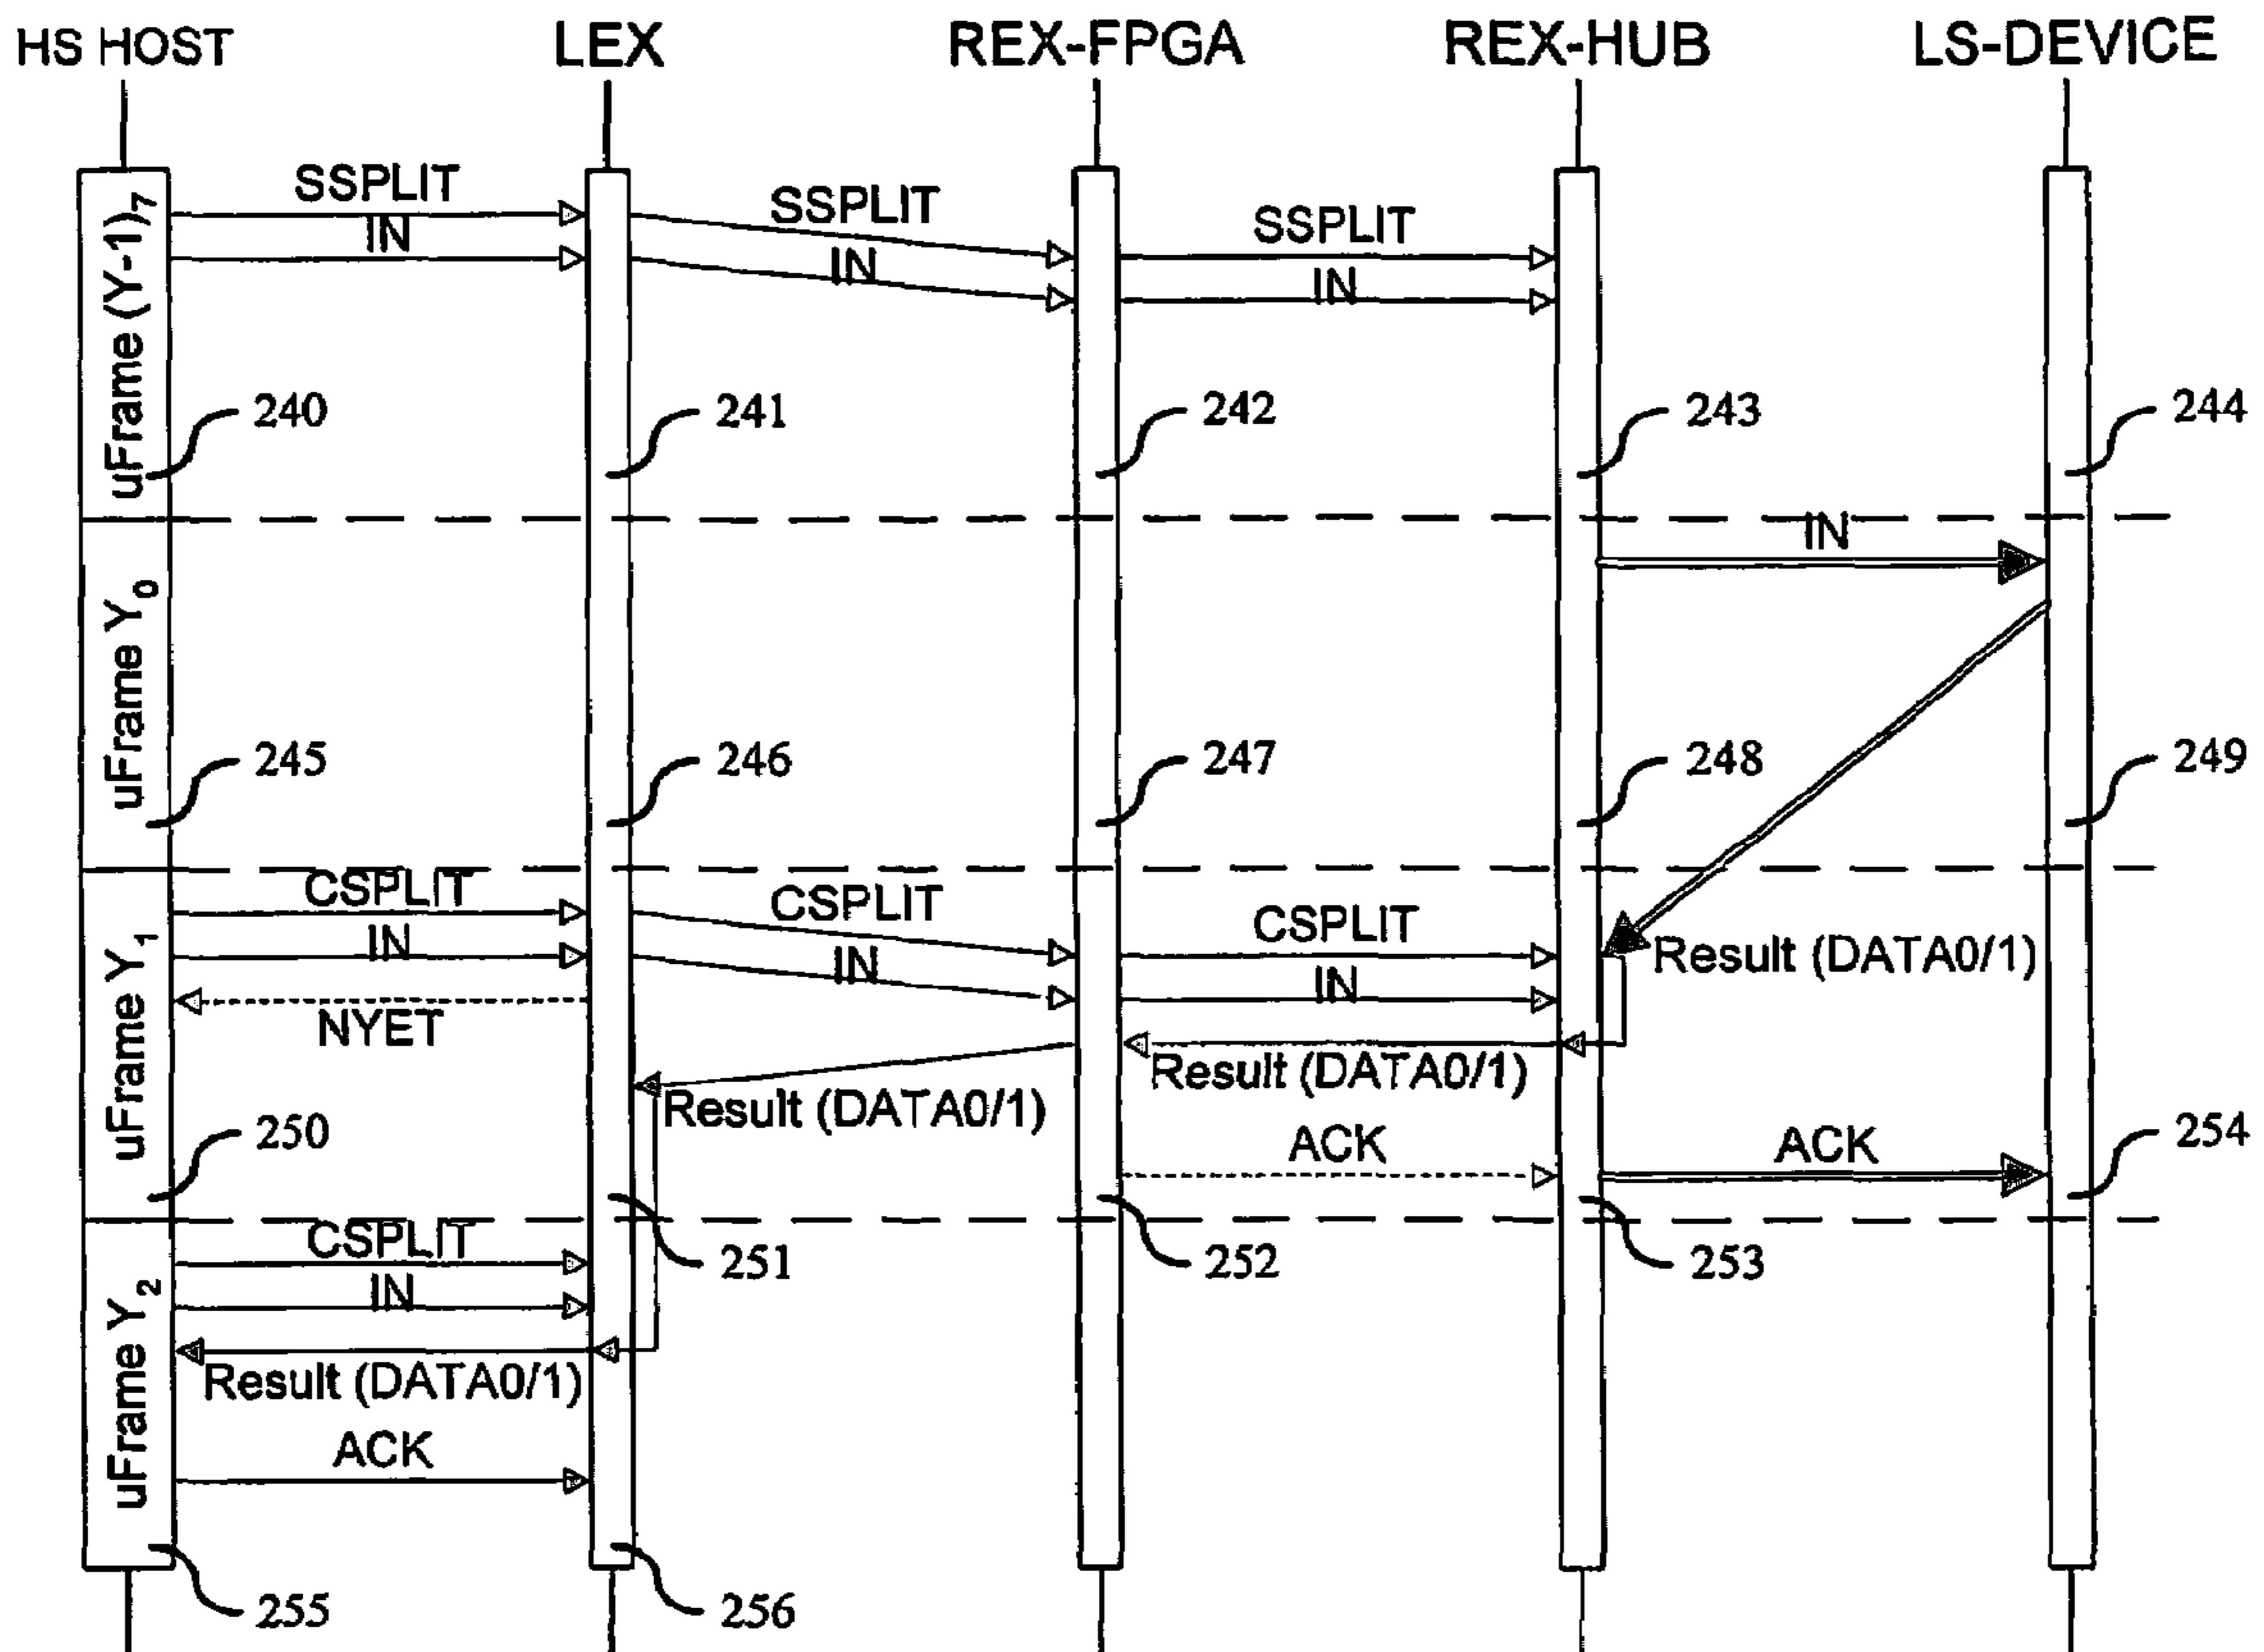 HS HOST LEX REX-FPGA REX-HUB LS-DEVICE
uFrame (Y-1)7
SSPLIT
IN
SSPLIT
IN
SSPLIT
IN
240 241 242 243 244
uFrame Y0
IN
245 246 247 248 249
uFrame Y1
CSPLIT
IN
CSPLIT
IN
CSPLIT
IN
Result (DATA0/1)
NYET
Result (DATA0/1)
Result (DATA0/1)
ACK
ACK
250
254
251 252 253
uFrame Y2
CSPLIT
IN
Result (DATA0/1)
ACK
255 256